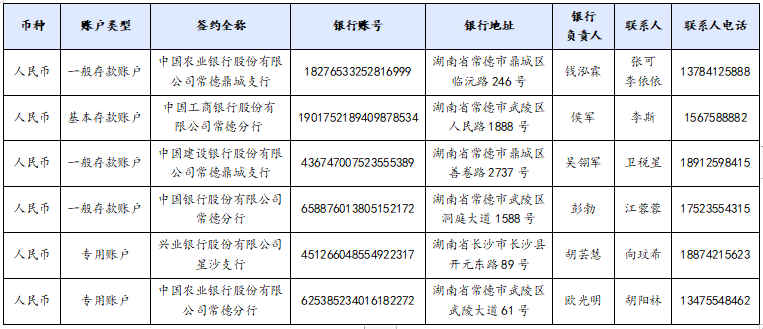 币种 账户类型 签约全称 银行账号 银行地址 银行 联系人 联系人电话
负责人
人民币 一般存款账户 中国农业银行股份有限公司常德鼎城支行 18276533252816999 湖南省常德市鼎城区临沅路246号 钱泓霖 张可 李依依 13784125888
人民币 基本存款账户 中国工商银行股份有限公司常德分行 1901752189409878534 湖南省常德市武陵区人民路1888号 侯军 李斯 1567588882
人民币 一般存款账户 中国建设银行股份有限公司常德鼎城支行 436747007523555389 湖南省常德市鼎城区善卷路2737号 吴翎军 卫税星 18912598415
人民币 一般存款账户 中国银行股份有限公司常德分行 658876013805152172 湖南省常德市武陵区洞庭大道1588号 彭勃 江蓉蓉 17523554315
人民币 专用账户 兴业银行股份有限公司星沙支行 451266048554922317 湖南省长沙市长沙县开元东路89号 胡芸慧 向玟希 18874215623
人民币 专用账户 中国农业银行股份有限公司常德分行 625385234016182272 湖南省常德市武陵区武陵大道61号 欧光明 胡阳林 13475548462